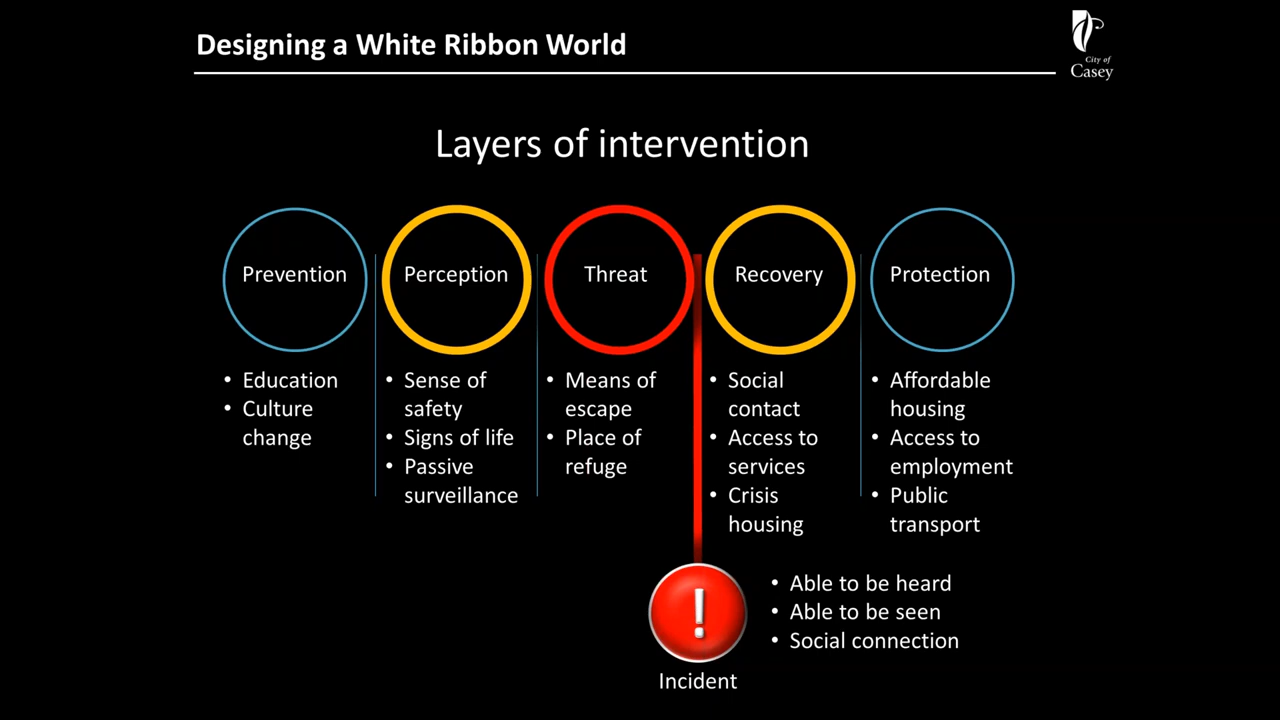 Designing a White Ribbon World
City of
Casey
Layers of intervention
Prevention
Perception
Threat
Recovery
Protection
• Education
• Culture
change
• Sense of
safety
• Signs of life
• Passive
surveillance
• Means of
escape
• Place of
refuge
• Social
contact
• Access to
services
• Crisis
housing
• Affordable
housing
• Access to
employment
• Public
transport
!
Incident
• Able to be heard
• Able to be seen
• Social connection